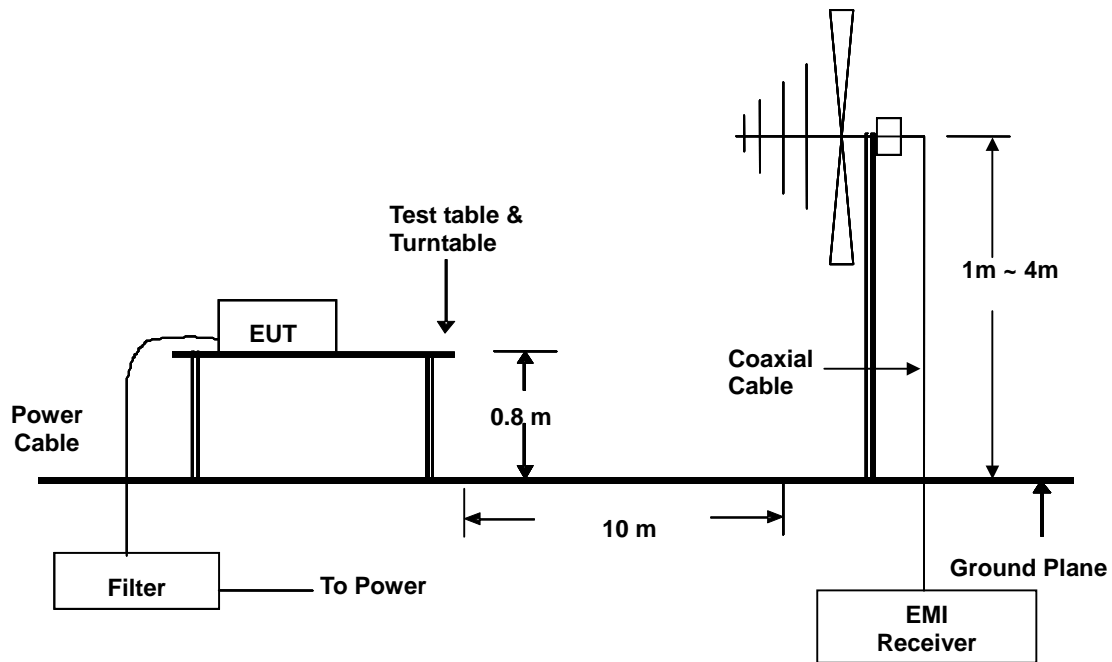 Test table &
Turntable
1m ~ 4m
EUT
Coaxial
Cable
0.8 m
Power
Cable
10 m
Ground Plane
Filter
To Power
EMI
Receiver